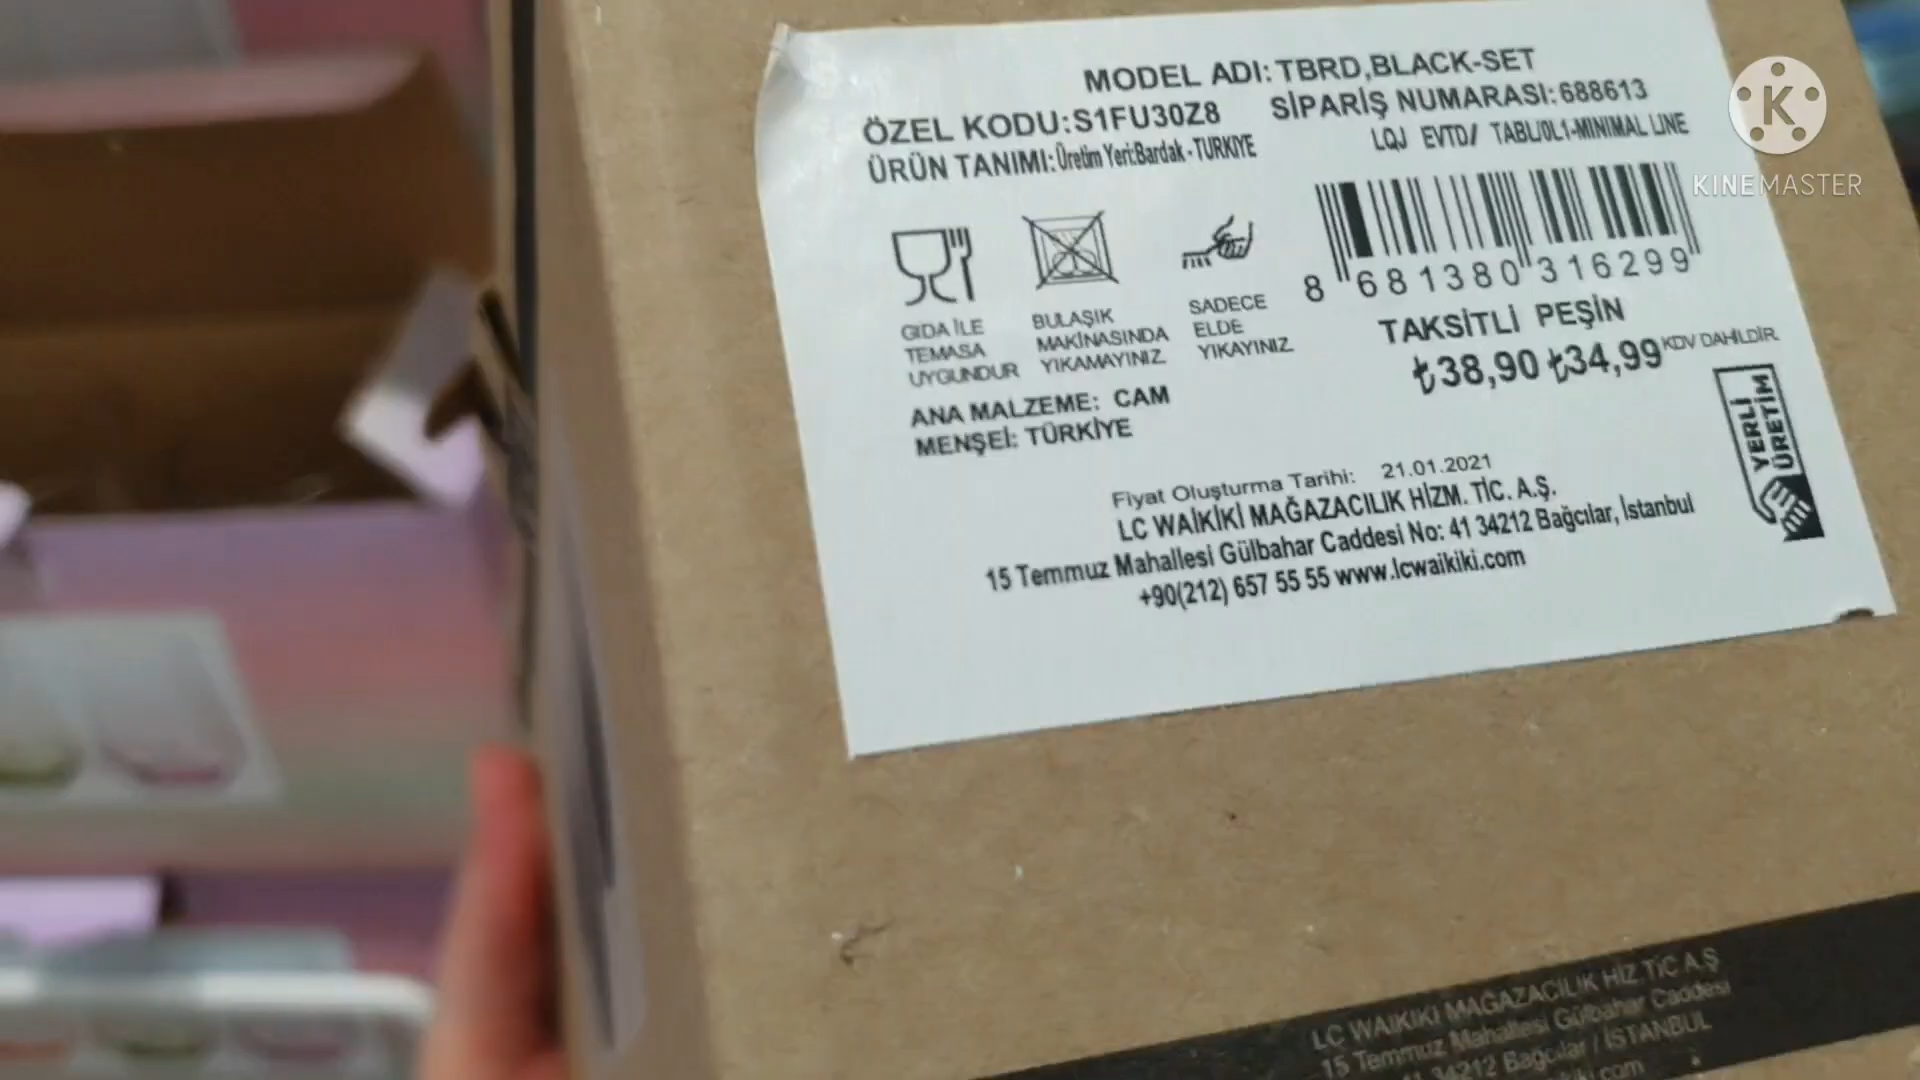 MODEL ADI: TBRD,BLACK-SET
ÖZEL KODU:S1FU30Z8 SİPARİŞ NUMARASI:688613
ÜRÜN TANIMI: Üretim Yeri:Bardak - TURKIYE LQJ EVTD/ TABL/0L1-MINIMAL LINE
KINEMASTER
8 681380 316299
GIDA İLE
TEMASA
UYGUNDUR
BULAŞIK
MAKİNASINDA
YIKAMAYINIZ
SADECE
ELDE
YIKAYINIZ
TAKSİTLİ PEŞİN
₺38,90 ₺34,99 KDV DAHİLDİR.
ANA MALZEME: CAM
MENŞEİ: TÜRKİYE
YERLİ
ÜRETİM
Fiyat Oluşturma Tarihi: 21.01.2021
LC WAİKİKİ MAĞAZACILIK HİZM. TİC. A.Ş.
15 Temmuz Mahallesi Gülbahar Caddesi No: 41 34212 Bağcılar, İstanbul
+90(212) 657 55 55 www.lcwaikiki.com
LC WAIKIKI MAĞAZACILIK HİZ.TİC A.Ş
15 Temmuz Mahallesi Gülbahar Caddesi
34212 Bağcılar / İSTANBUL